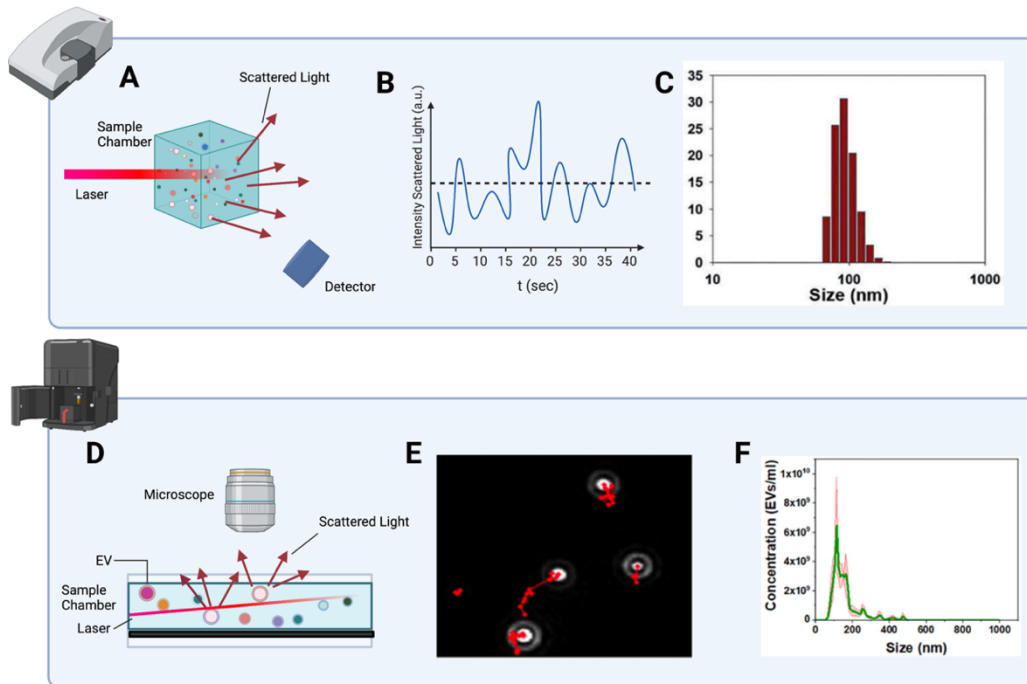 A
Scattered Light
Sample
Chamber
Laser
Detector
B
Intensity Scattered Light (a.u.)
0 5 10 15 20 25 30 35 40
t (sec)
C
35
30
25
20
15
10
5
0
10 100 1000
Size (nm)
D
Microscope
Scattered Light
EV
Sample
Chamber
Laser
E
F
Concentration (EVs/ml)
1x10¹⁰
8x10⁹
6x10⁹
4x10⁹
2x10⁹
0
0 200 400 600 800 1000
Size (nm)